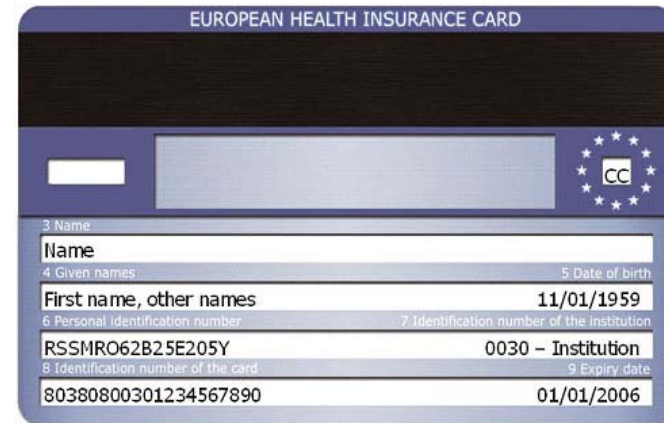 EUROPEAN HEALTH INSURANCE CARD
CC
3 Name
Name
4 Given names 5 Date of birth
First name, other names 11/01/1959
6 Personal identification number 7 Identification number of the institution
RSSMRO62B25E205Y 0030 – Institution
8 Identification number of the card 9 Expiry date
80380800301234567890 01/01/2006